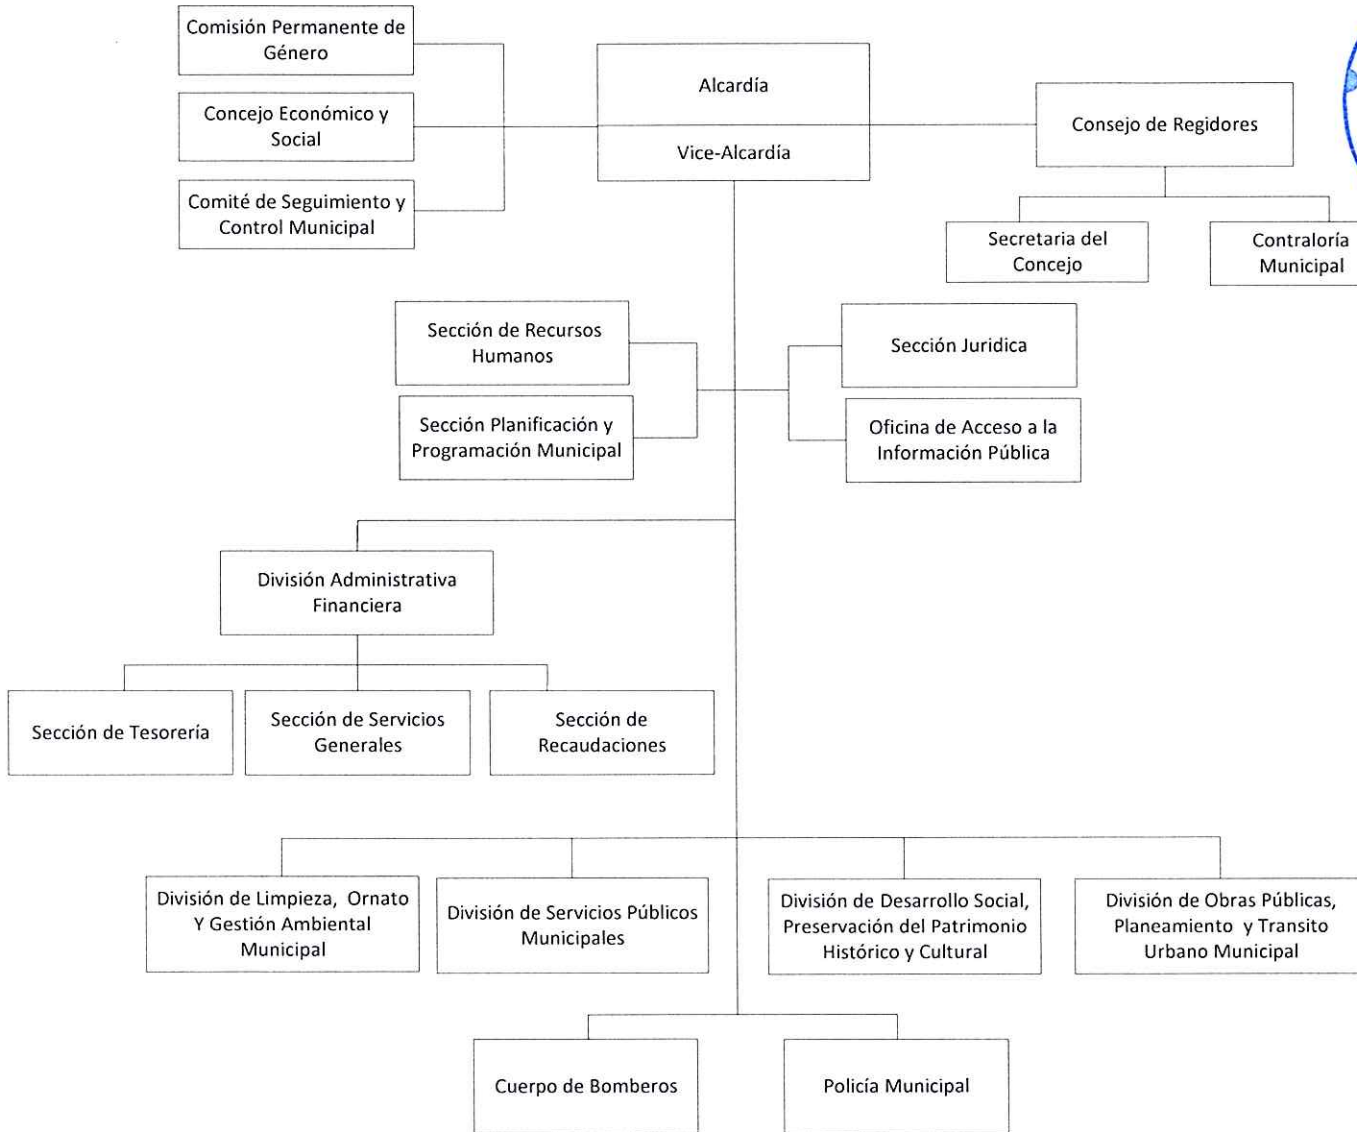 Comisión Permanente de
Género
Concejo Económico y
Social
Comité de Seguimiento y
Control Municipal
Alcardía
Vice-Alcardía
Consejo de Regidores
Secretaria del
Concejo
Contraloría
Municipal
Sección de Recursos
Humanos
Sección Planificación y
Programación Municipal
Sección Juridica
Oficina de Acceso a la
Información Pública
División Administrativa
Financiera
Sección de Tesorería
Sección de Servicios
Generales
Sección de
Recaudaciones
División de Limpieza, Ornato
Y Gestión Ambiental
Municipal
División de Servicios Públicos
Municipales
División de Desarrollo Social,
Preservación del Patrimonio
Histórico y Cultural
División de Obras Públicas,
Planeamiento y Transito
Urbano Municipal
Cuerpo de Bomberos
Policía Municipal